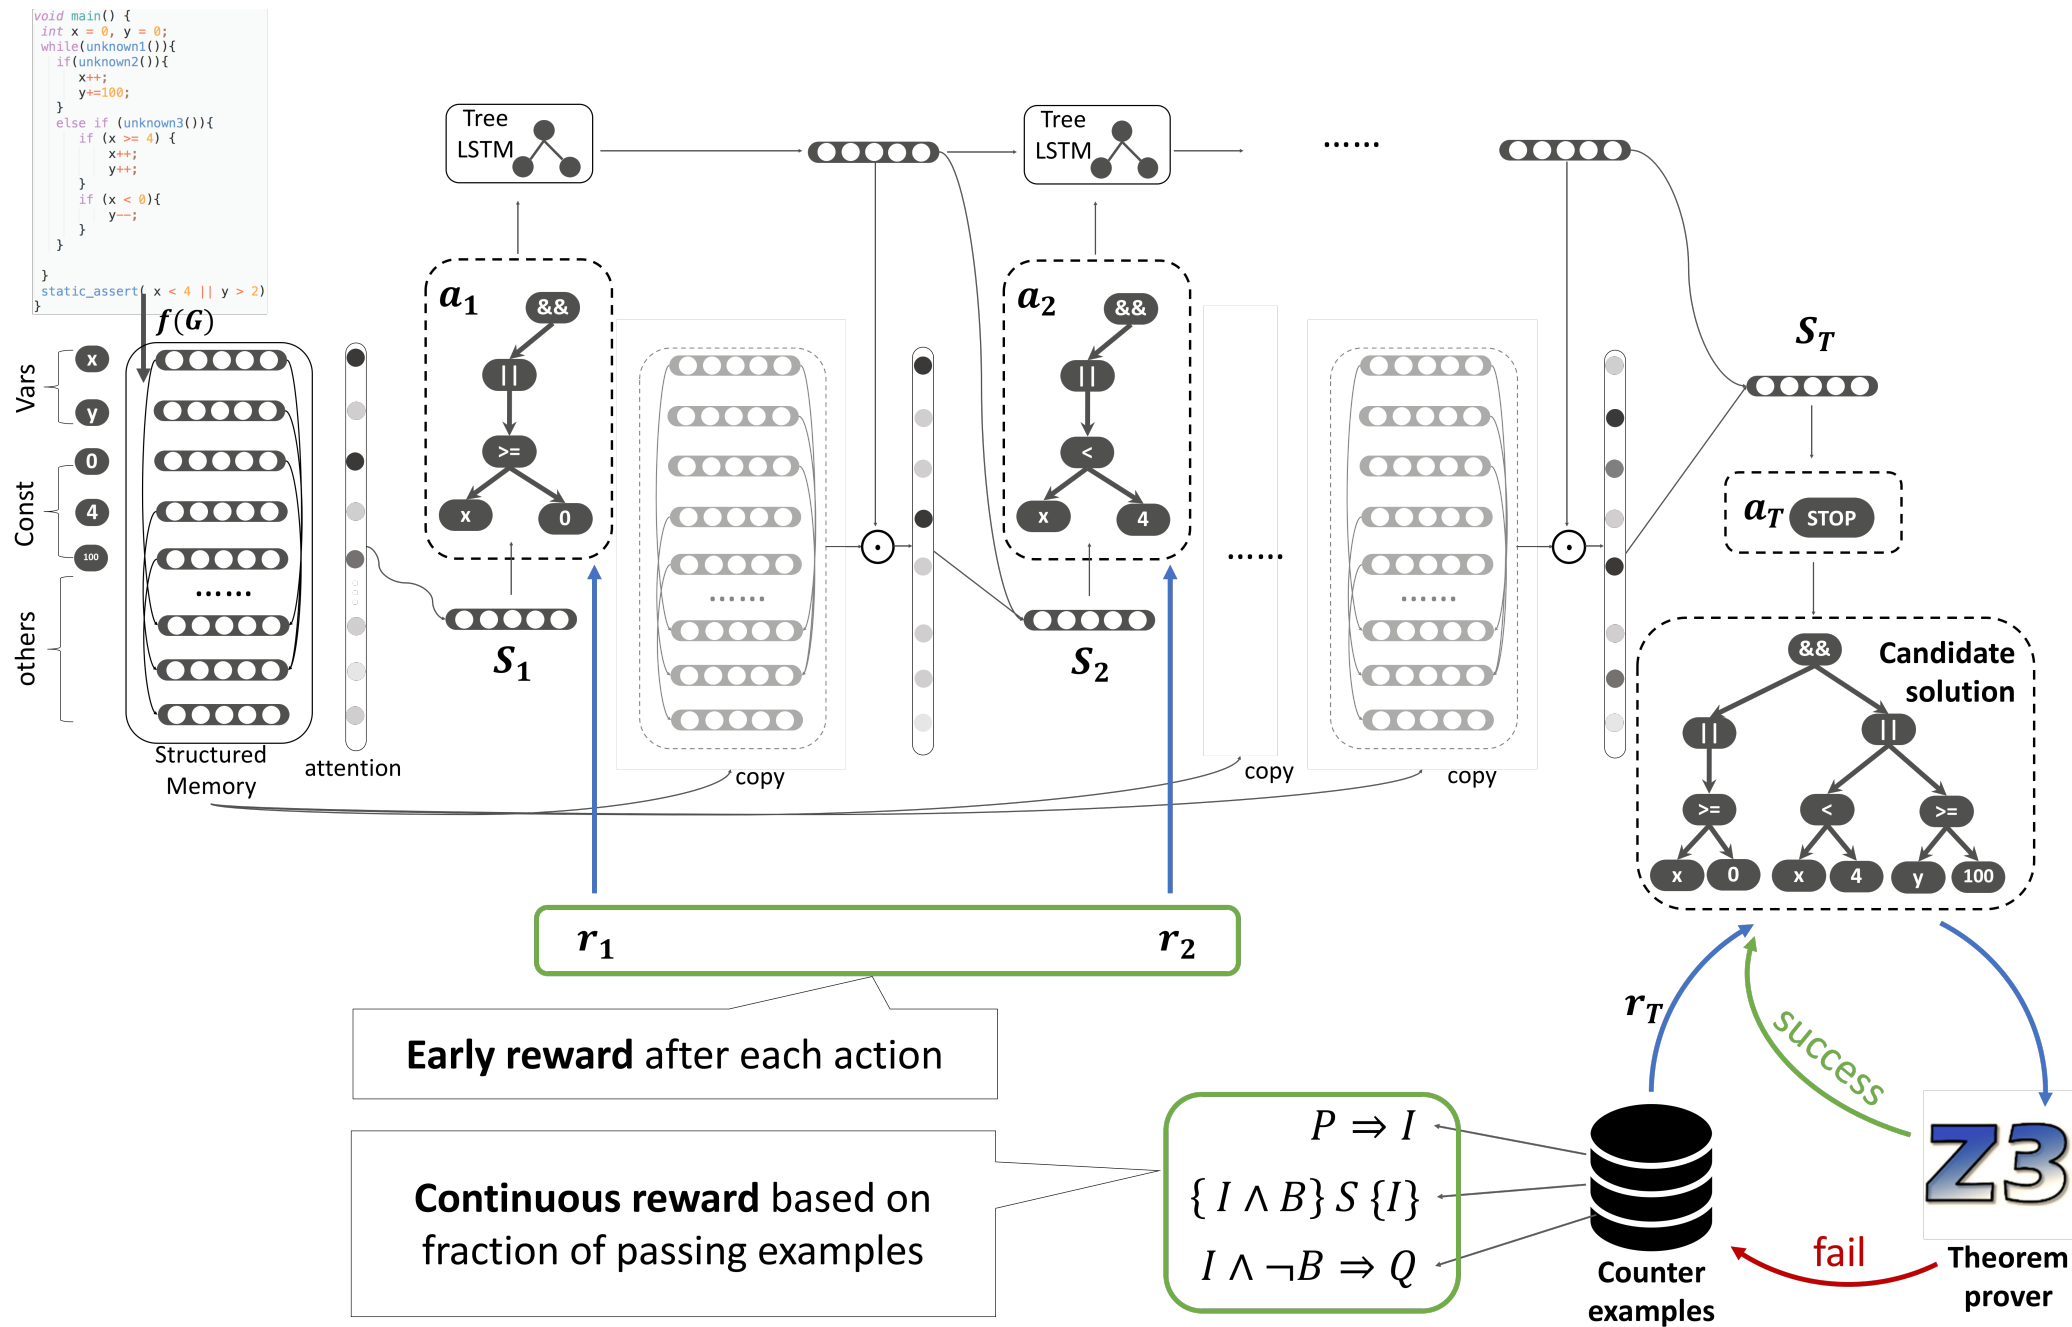 void main() {
int x = 0, y = 0;
while(unknown1()){
if(unknown2()){
x++;
y+=100;
}
else if (unknown3()){
if (x >= 4) {
x++;
y++;
}
if (x < 0){
y--;
}
}
}
static_assert( x < 4 || y > 2)
}
f(G)
Vars
x
y
Const
0
4
100
others
......
Structured
Memory
attention
Tree
LSTM
a1
&&
||
>=
x
0
S1
......
copy
Tree
LSTM
a2
&&
||
<
x
4
S2
......
......
copy
......
copy
ST
aT
STOP
Candidate
solution
&&
||
||
>=
<
>=
x
0
x
4
y
100
r1
r2
Early reward after each action
Continuous reward based on
fraction of passing examples
P ⇒ I
{ I ∧ B} S {I}
I ∧ ¬B ⇒ Q
rT
success
fail
Counter
examples
Z3
Theorem
prover